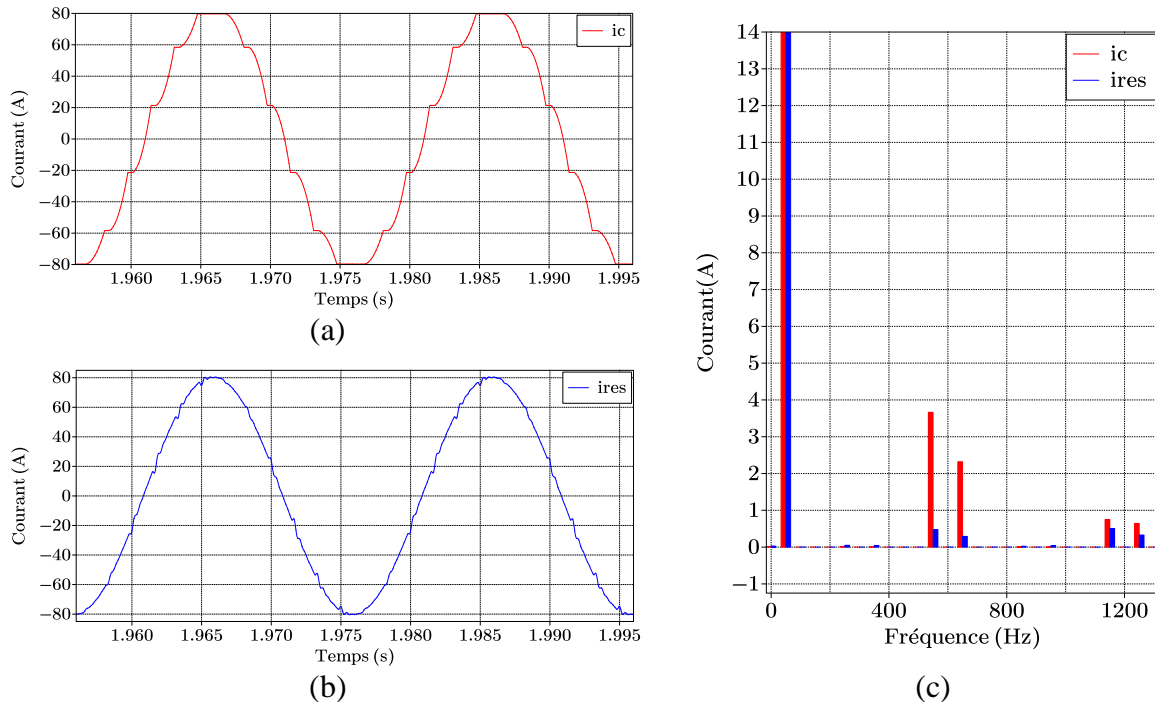 80
60
40
20
0
−20
−40
−60
−80
Courant (A)
ic
1.960 1.965 1.970 1.975 1.980 1.985 1.990 1.995
Temps (s)
(a)
80
60
40
20
0
−20
−40
−60
−80
Courant (A)
ires
1.960 1.965 1.970 1.975 1.980 1.985 1.990 1.995
Temps (s)
(b)
14
13
12
11
10
9
8
7
6
5
4
3
2
1
0
−1
Courant(A)
ic
ires
0 400 800 1200
Fréquence (Hz)
(c)